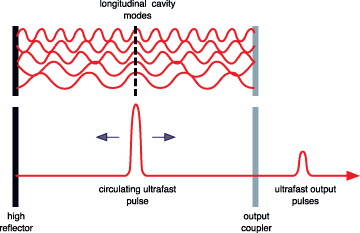 longitudinal cavity
modes
circulating ultrafast
pulse
ultrafast output
pulses
high
reflector
output
coupler